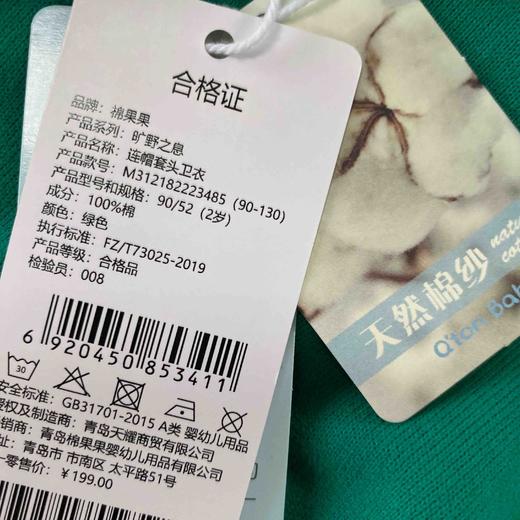 合格证
品牌: 棉果果
产品系列: 旷野之息
产品名称: 连帽套头卫衣
产品款号: M312182223485 (90-130)
产品型号和规格: 90/52 (2岁)
成分: 100%棉
颜色: 绿色
执行标准: FZ/T73025-2019
产品等级: 合格品
检验员: 008
6 920450 853411
30
安全标准: GB31701-2015 A类 婴幼儿用品
授权及制造商: 青岛天耀商贸有限公司
经销商: 青岛棉果果婴幼儿用品有限公司
址: 青岛市 市南区 太平路51号
一零售价: ¥199.00
天然棉纱
natu
cott
Q'ton Bab